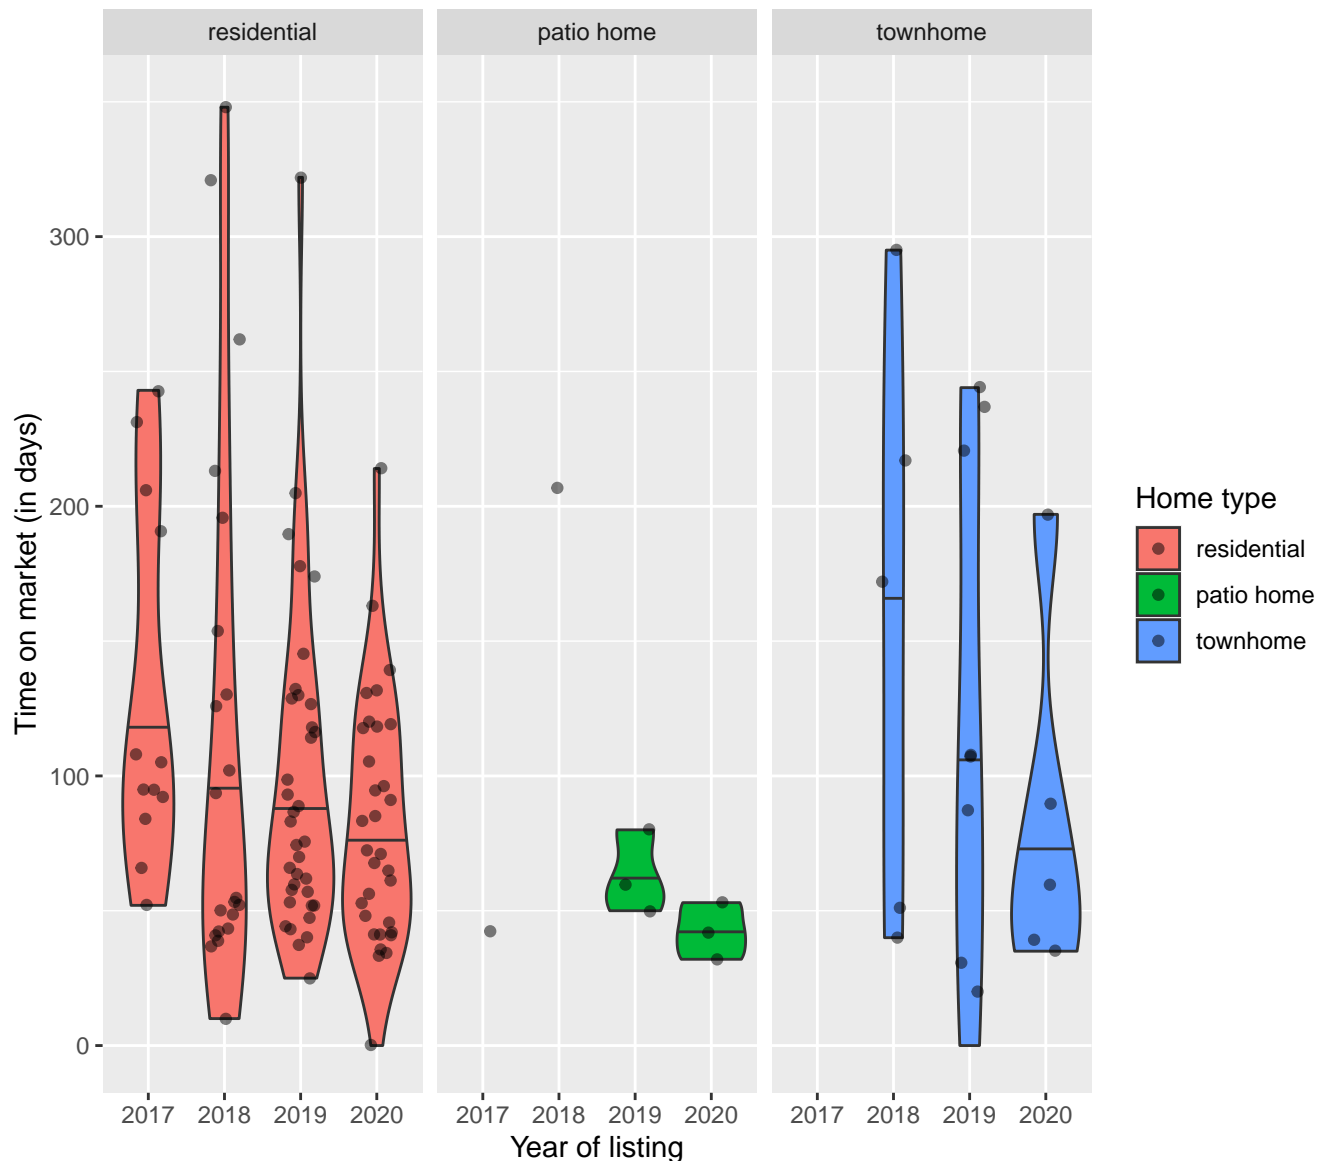 residential
patio home
townhome
Time on market (in days)
300
200
100
0
2017 2018 2019 2020
2017 2018 2019 2020
2017 2018 2019 2020
Year of listing
Home type
residential
patio home
townhome